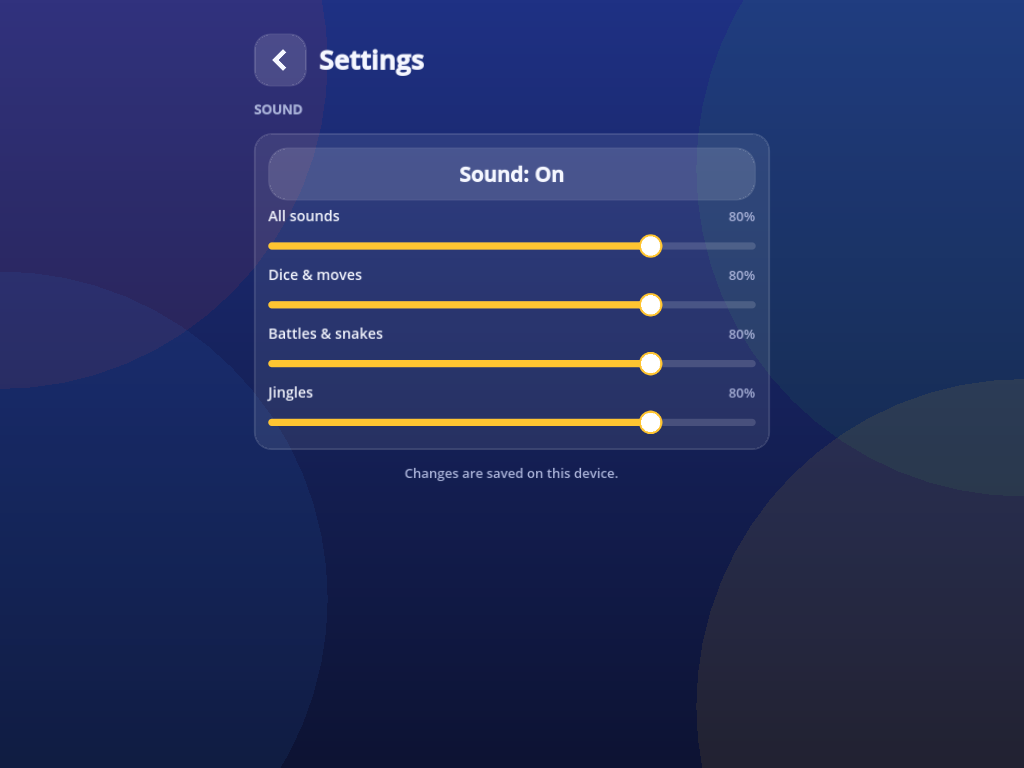 Settings
SOUND
Sound: On
All sounds 80%
Dice & moves 80%
Battles & snakes 80%
Jingles 80%
Changes are saved on this device.